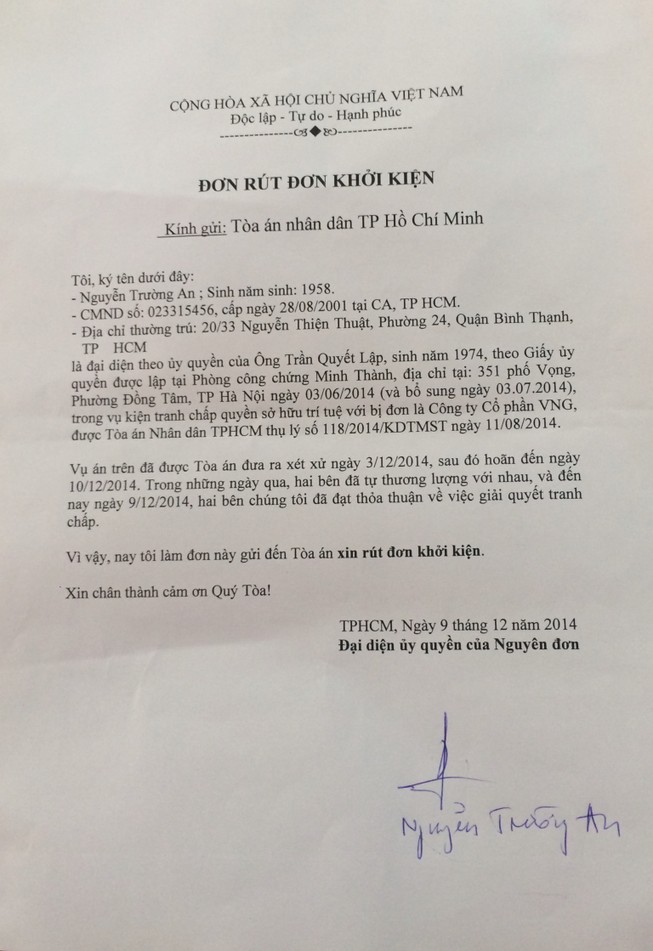 CỘNG HÒA XÃ HỘI CHỦ NGHĨA VIỆT NAM
Độc lập - Tự do - Hạnh phúc
ĐƠN RÚT ĐƠN KHỞI KIỆN
Kính gửi: Tòa án nhân dân TP Hồ Chí Minh
Tôi, ký tên dưới đây:
- Nguyễn Trường An ; Sinh năm sinh: 1958.
- CMND số: 023315456, cấp ngày 28/08/2001 tại CA, TP HCM.
- Địa chỉ thường trú: 20/33 Nguyễn Thiện Thuật, Phường 24, Quận Bình Thạnh,
TP HCM
là đại diện theo ủy quyền của Ông Trần Quyết Lập, sinh năm 1974, theo Giấy ủy
quyền được lập tại Phòng công chứng Minh Thành, địa chỉ tại: 351 phố Vọng,
Phường Đồng Tâm, TP Hà Nội ngày 03/06/2014 (và bổ sung ngày 03.07.2014),
trong vụ kiện tranh chấp quyền sở hữu trí tuệ với bị đơn là Công ty Cổ phần VNG,
được Tòa án Nhân dân TPHCM thụ lý số 118/2014/KDTMST ngày 11/08/2014.
Vụ án trên đã được Tòa án đưa ra xét xử ngày 3/12/2014, sau đó hoãn đến ngày
10/12/2014. Trong những ngày qua, hai bên đã tự thương lượng với nhau, và đến
nay ngày 9/12/2014, hai bên chúng tôi đã đạt thỏa thuận về việc giải quyết tranh
chấp.
Vì vậy, nay tôi làm đơn này gửi đến Tòa án xin rút đơn khởi kiện.
Xin chân thành cảm ơn Quý Tòa!
TPHCM, Ngày 9 tháng 12 năm 2014
Đại diện ủy quyền của Nguyên đơn
Nguyễn Trường An